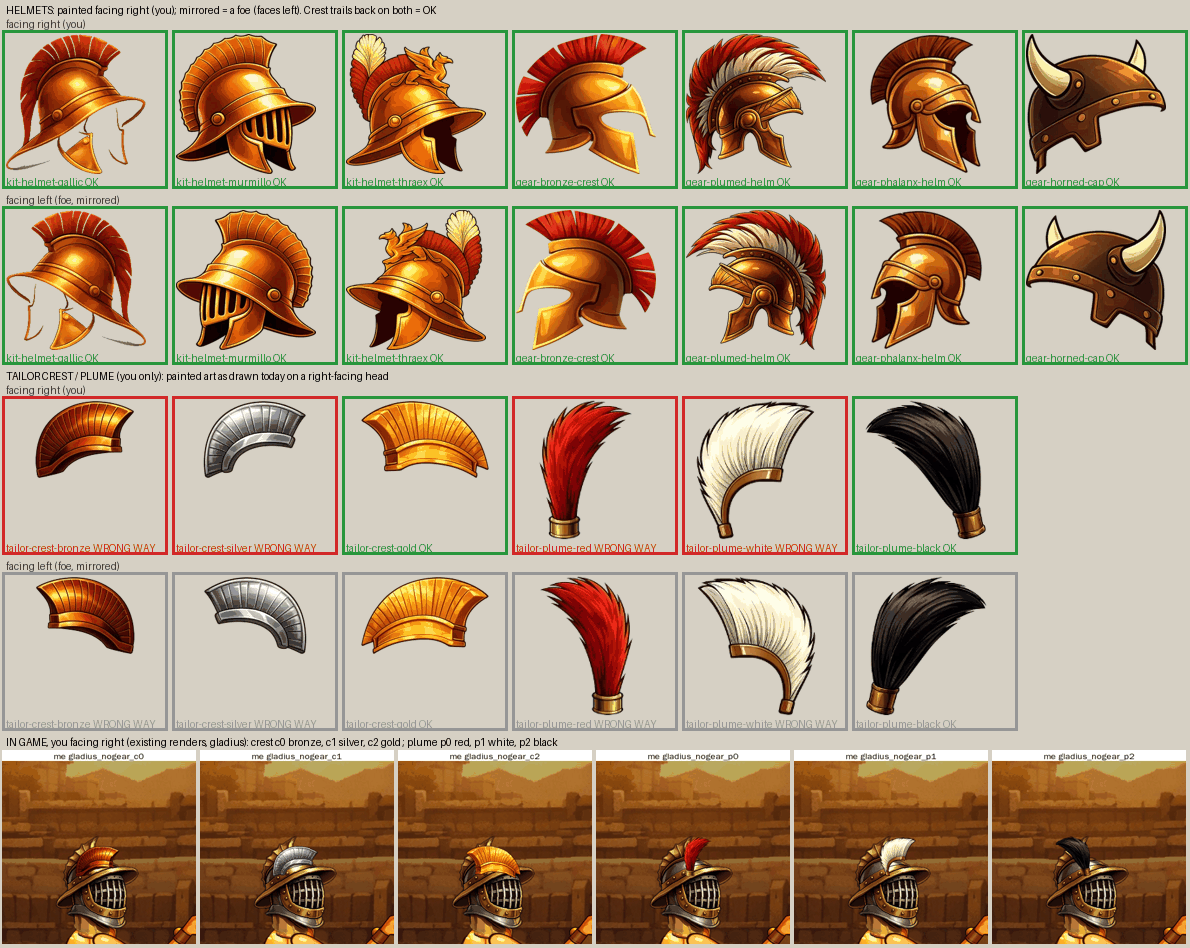 HELMETS: painted facing right (you); mirrored = a foe (faces left). Crest trails back on both = OK
facing right (you)
kit-helmet-gallic OK
kit-helmet-murmillo OK
kit-helmet-thraex OK
gear-bronze-crest OK
gear-plumed-helm OK
gear-phalanx-helm OK
gear-horned-cap OK
facing left (foe, mirrored)
kit-helmet-gallic OK
kit-helmet-murmillo OK
kit-helmet-thraex OK
gear-bronze-crest OK
gear-plumed-helm OK
gear-phalanx-helm OK
gear-horned-cap OK
TAILOR CREST / PLUME (you only): painted art as drawn today on a right-facing head
facing right (you)
tailor-crest-bronze WRONG WAY
tailor-crest-silver WRONG WAY
tailor-crest-gold OK
tailor-plume-red WRONG WAY
tailor-plume-white WRONG WAY
tailor-plume-black OK
facing left (foe, mirrored)
tailor-crest-bronze WRONG WAY
tailor-crest-silver WRONG WAY
tailor-crest-gold OK
tailor-plume-red WRONG WAY
tailor-plume-white WRONG WAY
tailor-plume-black OK
IN GAME, you facing right (existing renders, gladius): crest c0 bronze, c1 silver, c2 gold ; plume p0 red, p1 white, p2 black
me gladius_nogear_c0
me gladius_nogear_c1
me gladius_nogear_c2
me gladius_nogear_p0
me gladius_nogear_p1
me gladius_nogear_p2